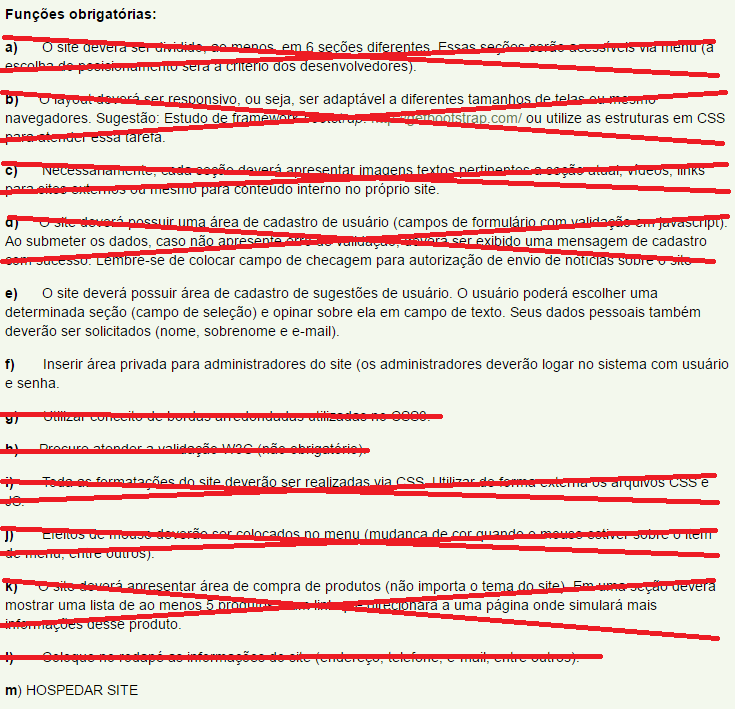 Funções obrigatórias:
a) O site deverá ser dividido, ao menos, em 6 seções diferentes. Essas seções serão acessíveis via menu (a
escolha do posicionamento será a critério dos desenvolvedores).
b) O layout deverá ser responsivo, ou seja, ser adaptável a diferentes tamanhos de telas ou mesmo
navegadores. Sugestão: Estudo de framework bootstrap: http://getbootstrap.com/ ou utilize as estruturas em CSS
para atender essa tarefa.
c) Necessariamente, cada seção deverá apresentar imagens textos pertinentes a seção atual, vídeos, links
para sites externos ou mesmo para conteúdo interno no próprio site.
d) O site deverá possuir uma área de cadastro de usuário (campos de formulário com validação em javascript).
Ao submeter os dados, caso não apresente erro de validação, deverá ser exibido uma mensagem de cadastro
com sucesso. Lembre-se de colocar campo de checagem para autorização de envio de notícias sobre o site
e) O site deverá possuir área de cadastro de sugestões de usuário. O usuário poderá escolher uma
determinada seção (campo de seleção) e opinar sobre ela em campo de texto. Seus dados pessoais também
deverão ser solicitados (nome, sobrenome e e-mail).
f) Inserir área privada para administradores do site (os administradores deverão logar no sistema com usuário
e senha.
g) Utilizar conceito de bordas arredondadas utilizadas no CSS3.
h) Procure atender a validação W3C (não obrigatório).
i) Toda as formatações do site deverão ser realizadas via CSS. Utilizar de forma externa os arquivos CSS e
JS.
j) Efeitos de mouse deverão ser colocados no menu (mudança de cor quando o mouse estiver sobre o item
de menu, entre outros).
k) O site deverá apresentar área de compra de produtos (não importa o tema do site). Em uma seção deverá
mostrar uma lista de ao menos 5 produtos com link que direcionará a uma página onde simulará mais
informações desse produto.
l) Coloque no rodapé as informações do site (endereço, telefone, e-mail, entre outros).
m) HOSPEDAR SITE